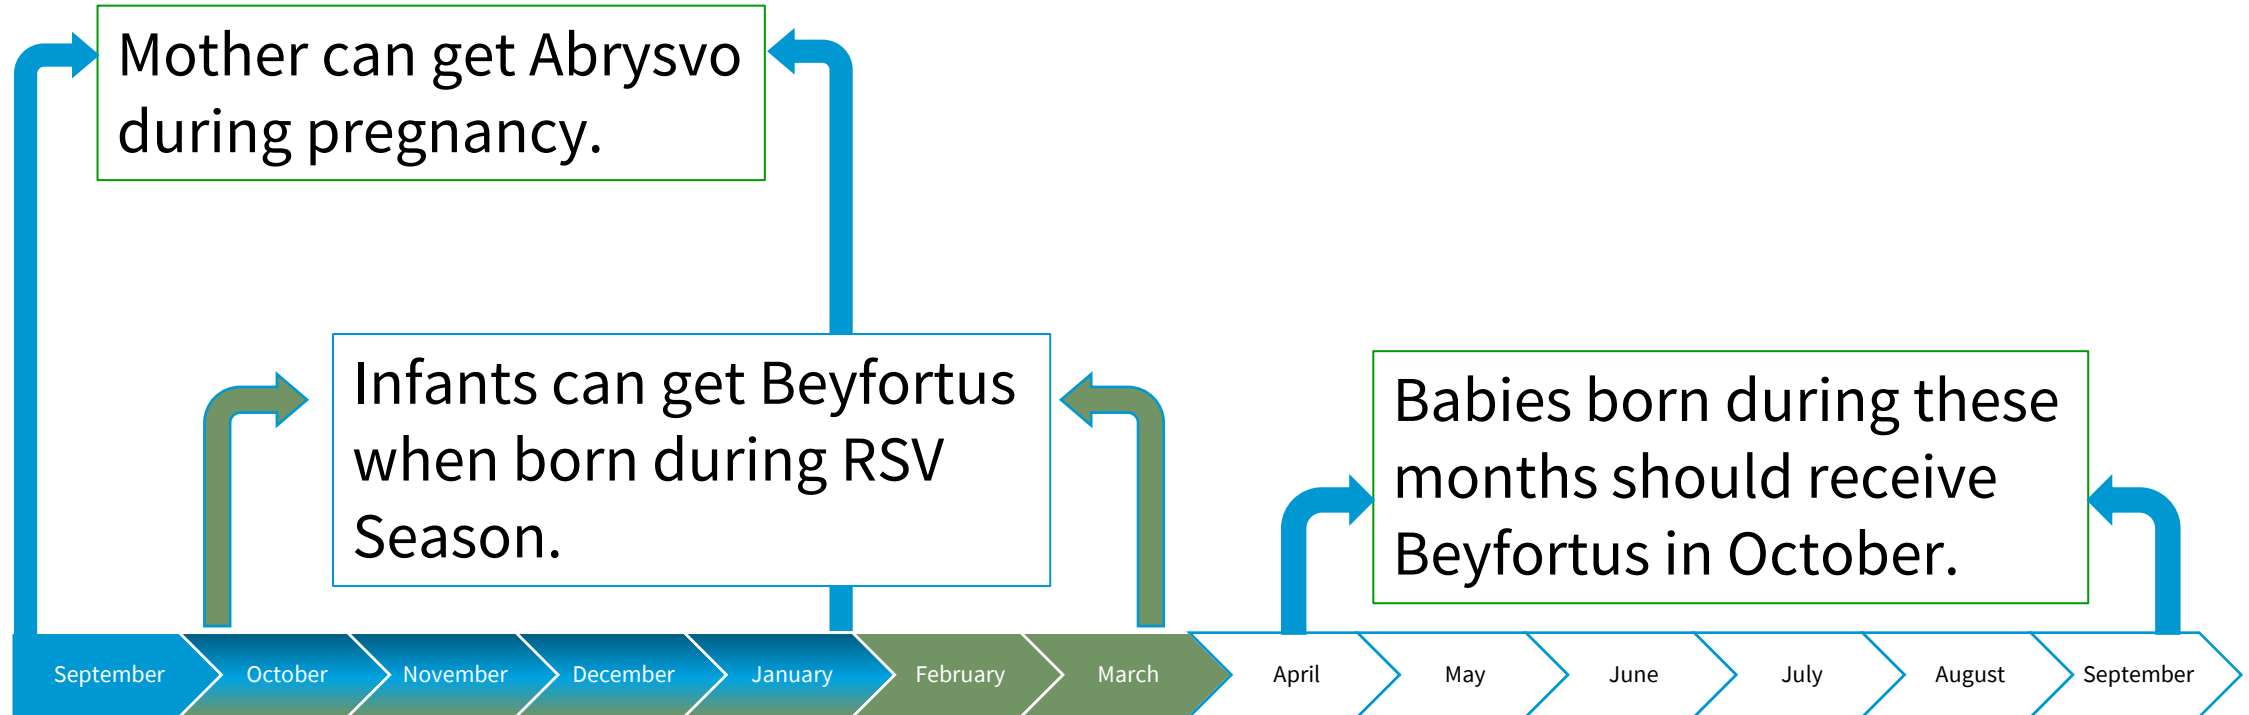 Mother can get Abrysvo
during pregnancy.
Infants can get Beyfortus
when born during RSV
Season.
Babies born during these
months should receive
Beyfortus in October.
September
October
November
December
January
February
March
April
May
June
July
August
September